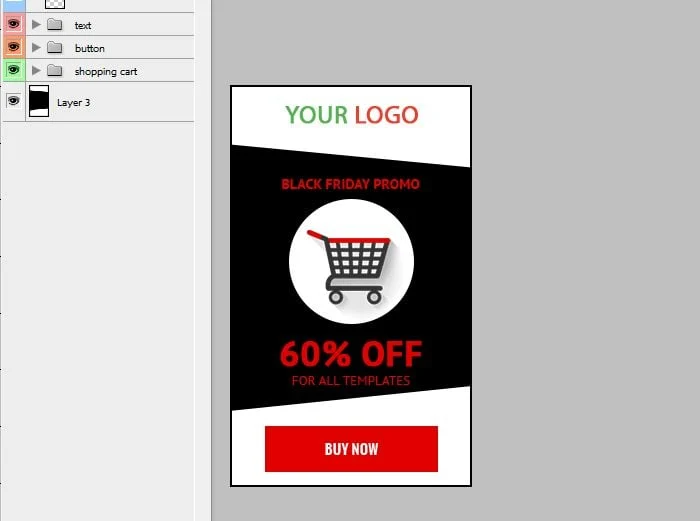 text
button
shopping cart
Layer 3
YOUR LOGO
BLACK FRIDAY PROMO
60% OFF
FOR ALL TEMPLATES
BUY NOW